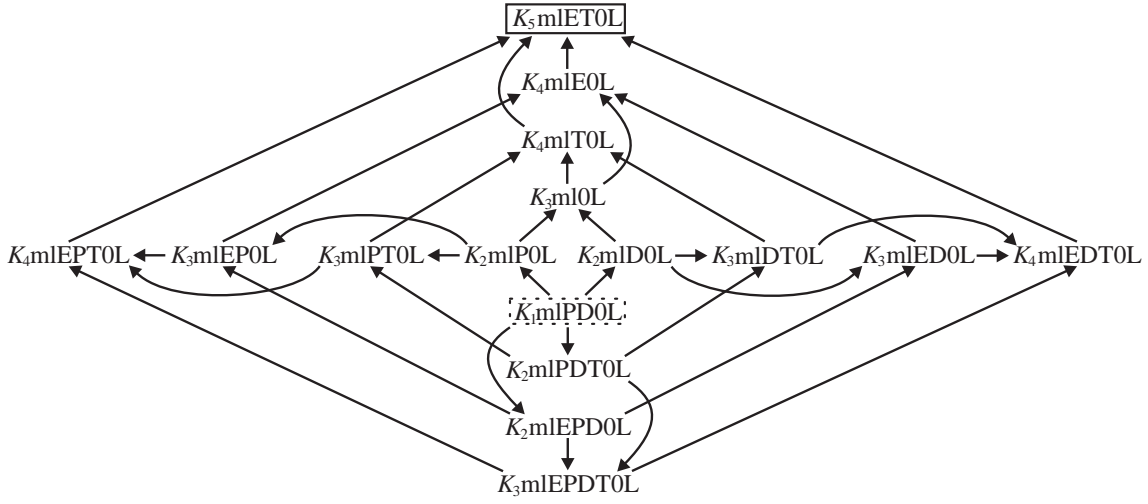 K₅mlET0L
K₄mlE0L
K₄mlT0L
K₃ml0L
K₄mlEPT0L K₃mlEP0L K₃mlPT0L K₂mlP0L K₂mlD0L K₃mlDT0L K₃mlED0L K₄mlEDT0L
K₁mlPD0L
K₂mlPDT0L
K₂mlEPD0L
K₃mlEPDT0L